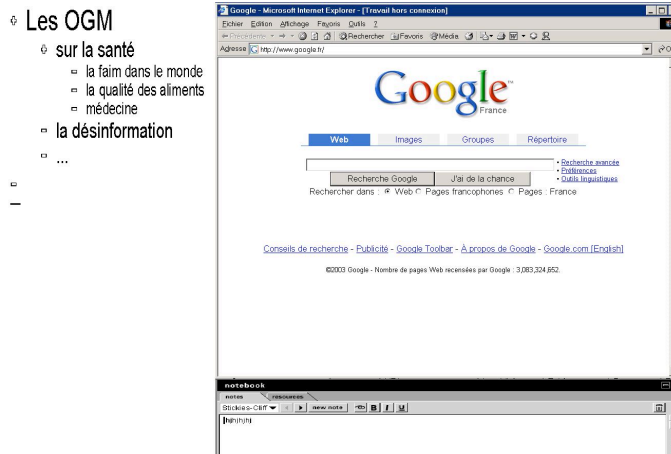 Les OGM
sur la santé
la faim dans le monde
la qualité des aliments
médecine
la désinformation
...
Google - Microsoft Internet Explorer - [Travail hors connexion]
Eichier Edition Affichage Favoris Outils ?
Précédente Rechercher Favoris Média
Adresse http://www.google.fr/
Google
France
Web Images Groupes Répertoire
Recherche avancée
Préférences
Outils linguistiques
Recherche Google J'ai de la chance
Rechercher dans : Web Pages francophones Pages : France
Conseils de recherche - Publicité - Google Toolbar - À propos de Google - Google.com [English]
©2003 Google - Nombre de pages Web recensées par Google : 3,083,324,652.
notebook
notes resources
Stickies-Cliff new note B I U
hjhjhjhj